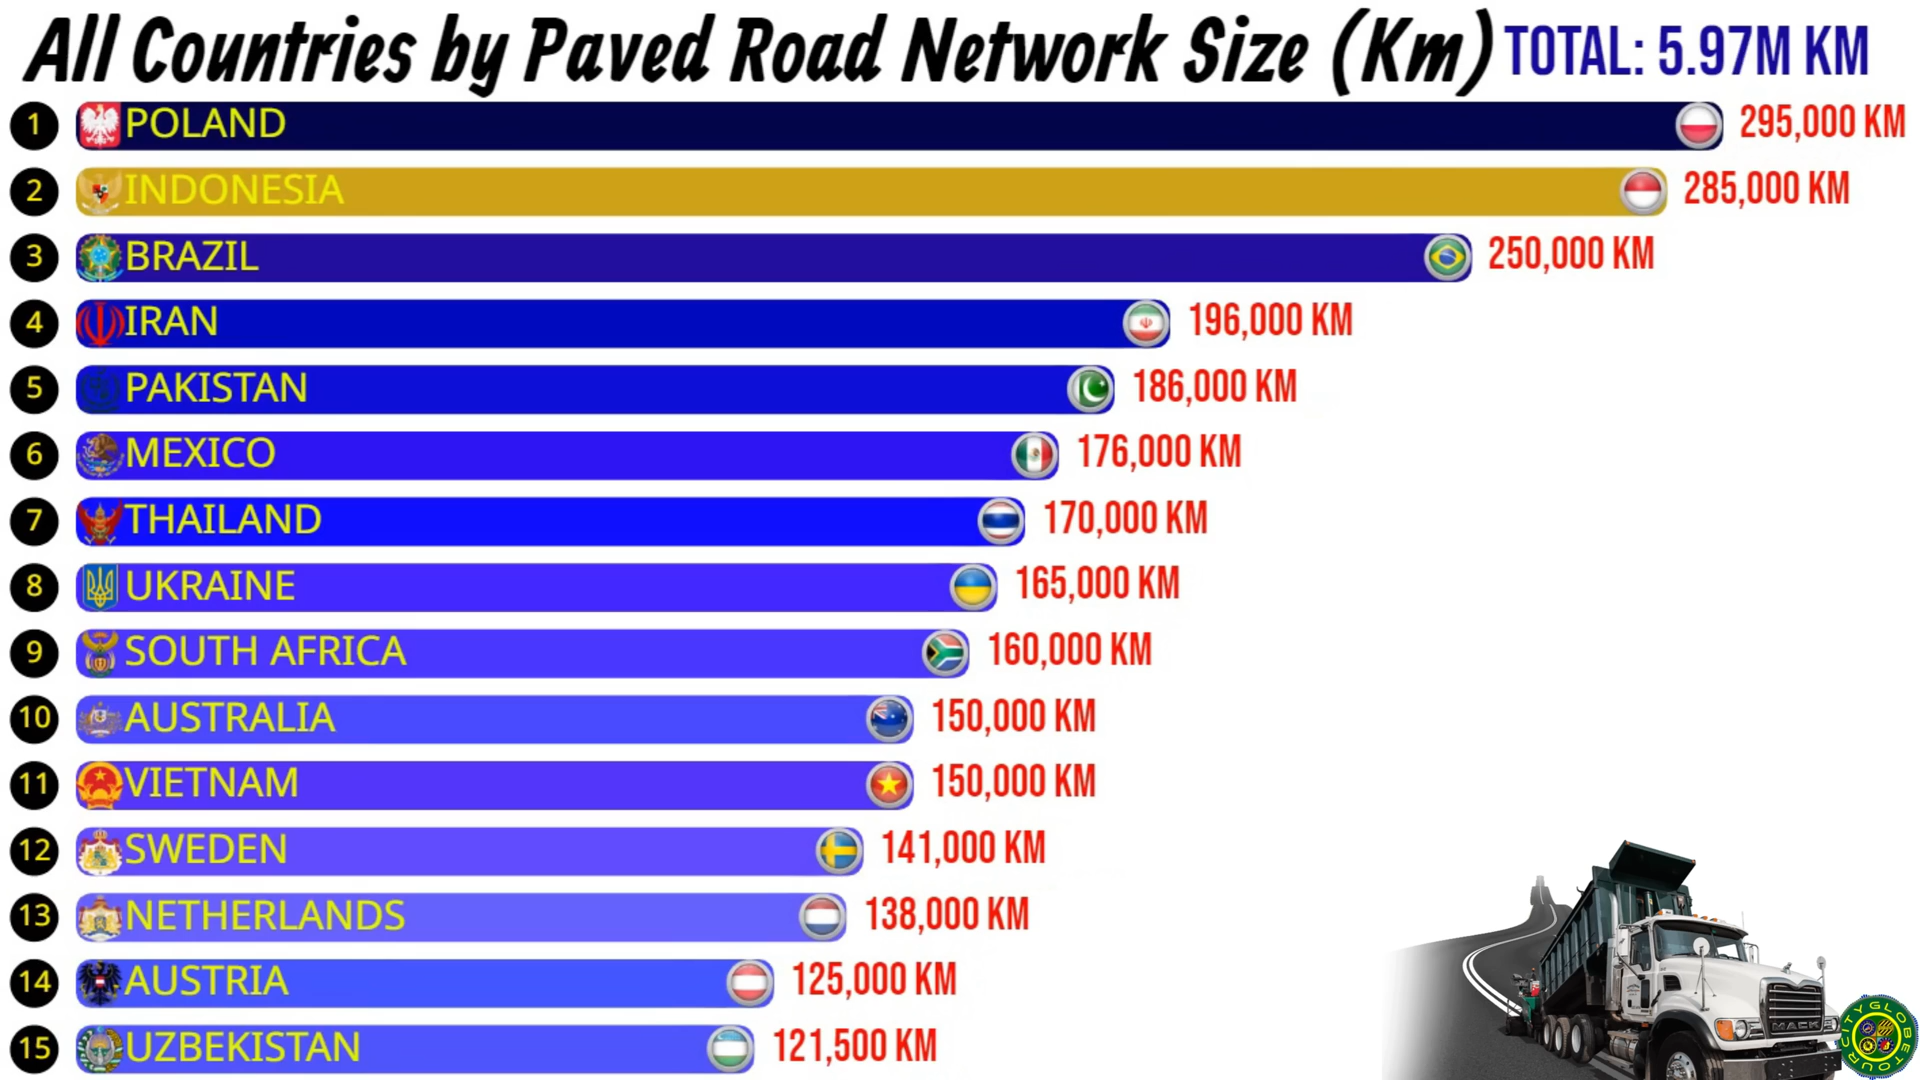 All Countries by Paved Road Network Size (Km) TOTAL: 5.97M KM
1 POLAND 295,000 KM
2 INDONESIA 285,000 KM
3 BRAZIL 250,000 KM
4 IRAN 196,000 KM
5 PAKISTAN 186,000 KM
6 MEXICO 176,000 KM
7 THAILAND 170,000 KM
8 UKRAINE 165,000 KM
9 SOUTH AFRICA 160,000 KM
10 AUSTRALIA 150,000 KM
11 VIETNAM 150,000 KM
12 SWEDEN 141,000 KM
13 NETHERLANDS 138,000 KM
14 AUSTRIA 125,000 KM
15 UZBEKISTAN 121,500 KM
MACK
CITY GLOBETOUR